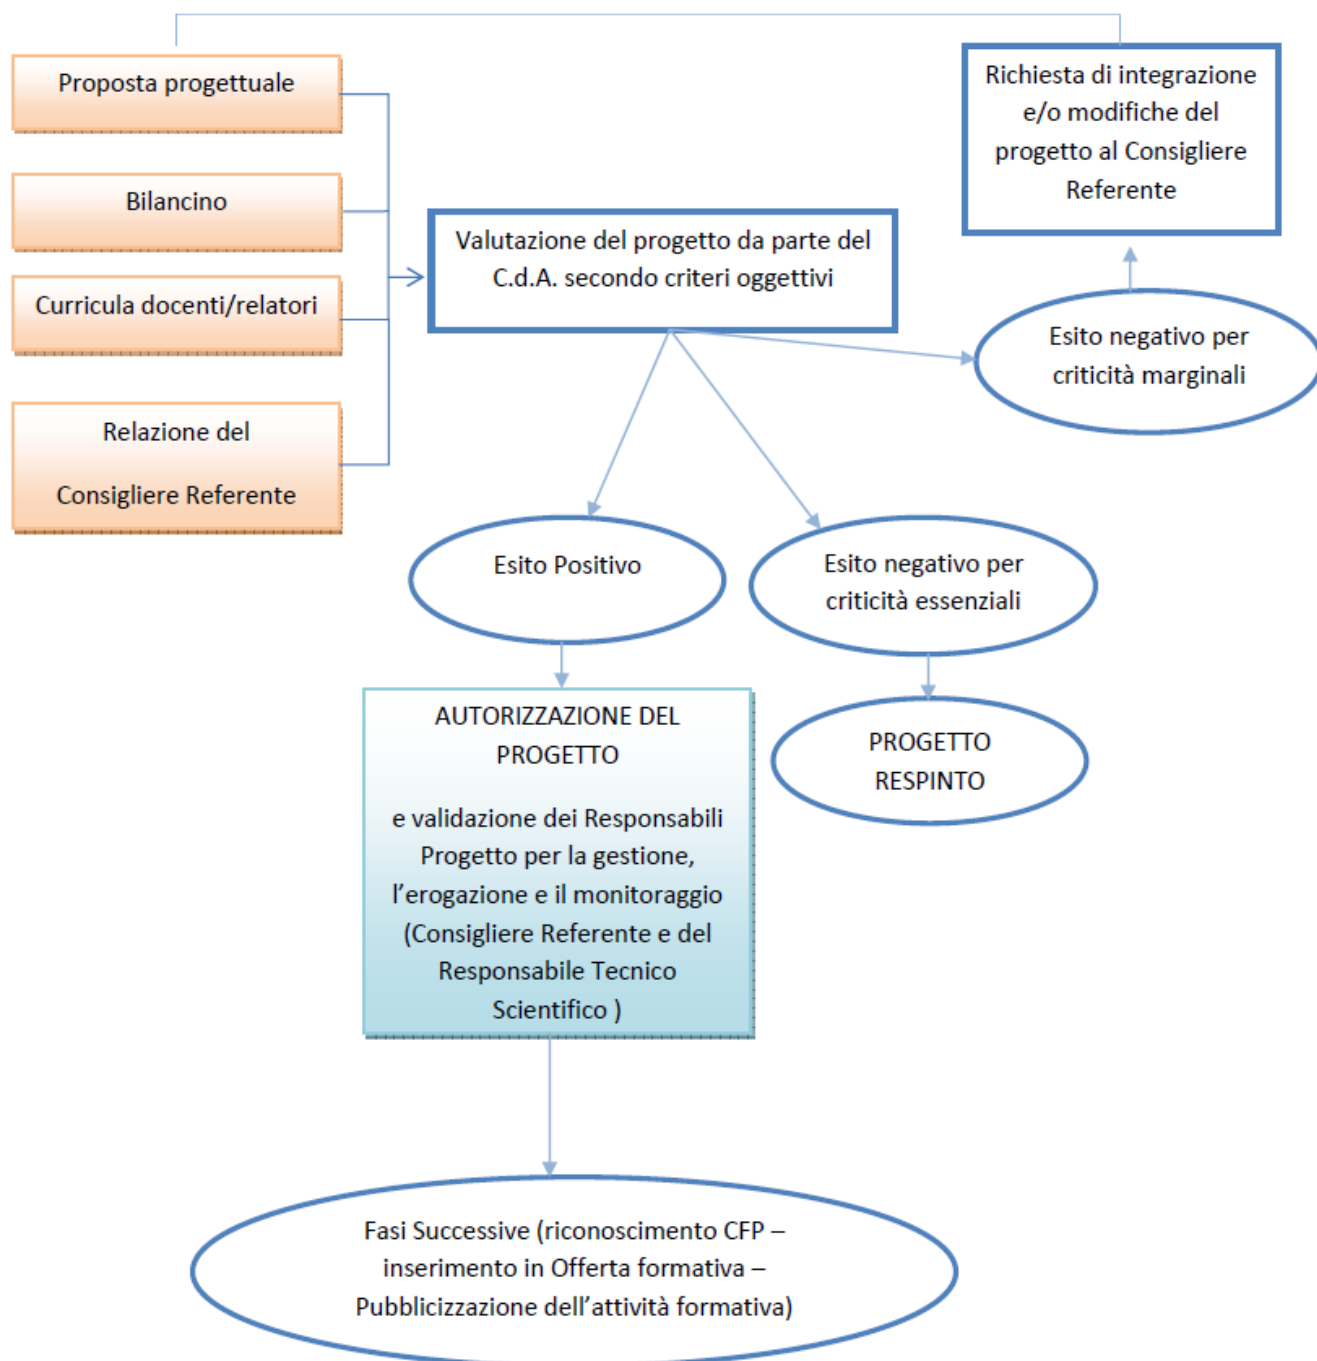 Proposta progettuale
Bilancino
Curricula docenti/relatori
Relazione del
Consigliere Referente
Valutazione del progetto da parte del
C.d.A. secondo criteri oggettivi
Richiesta di integrazione
e/o modifiche del
progetto al Consigliere
Referente
Esito negativo per
criticità marginali
Esito Positivo
Esito negativo per
criticità essenziali
AUTORIZZAZIONE DEL
PROGETTO
e validazione dei Responsabili
Progetto per la gestione,
l'erogazione e il monitoraggio
(Consigliere Referente e del
Responsabile Tecnico
Scientifico )
PROGETTO
RESPINTO
Fasi Successive (riconoscimento CFP –
inserimento in Offerta formativa –
Pubblicizzazione dell'attività formativa)